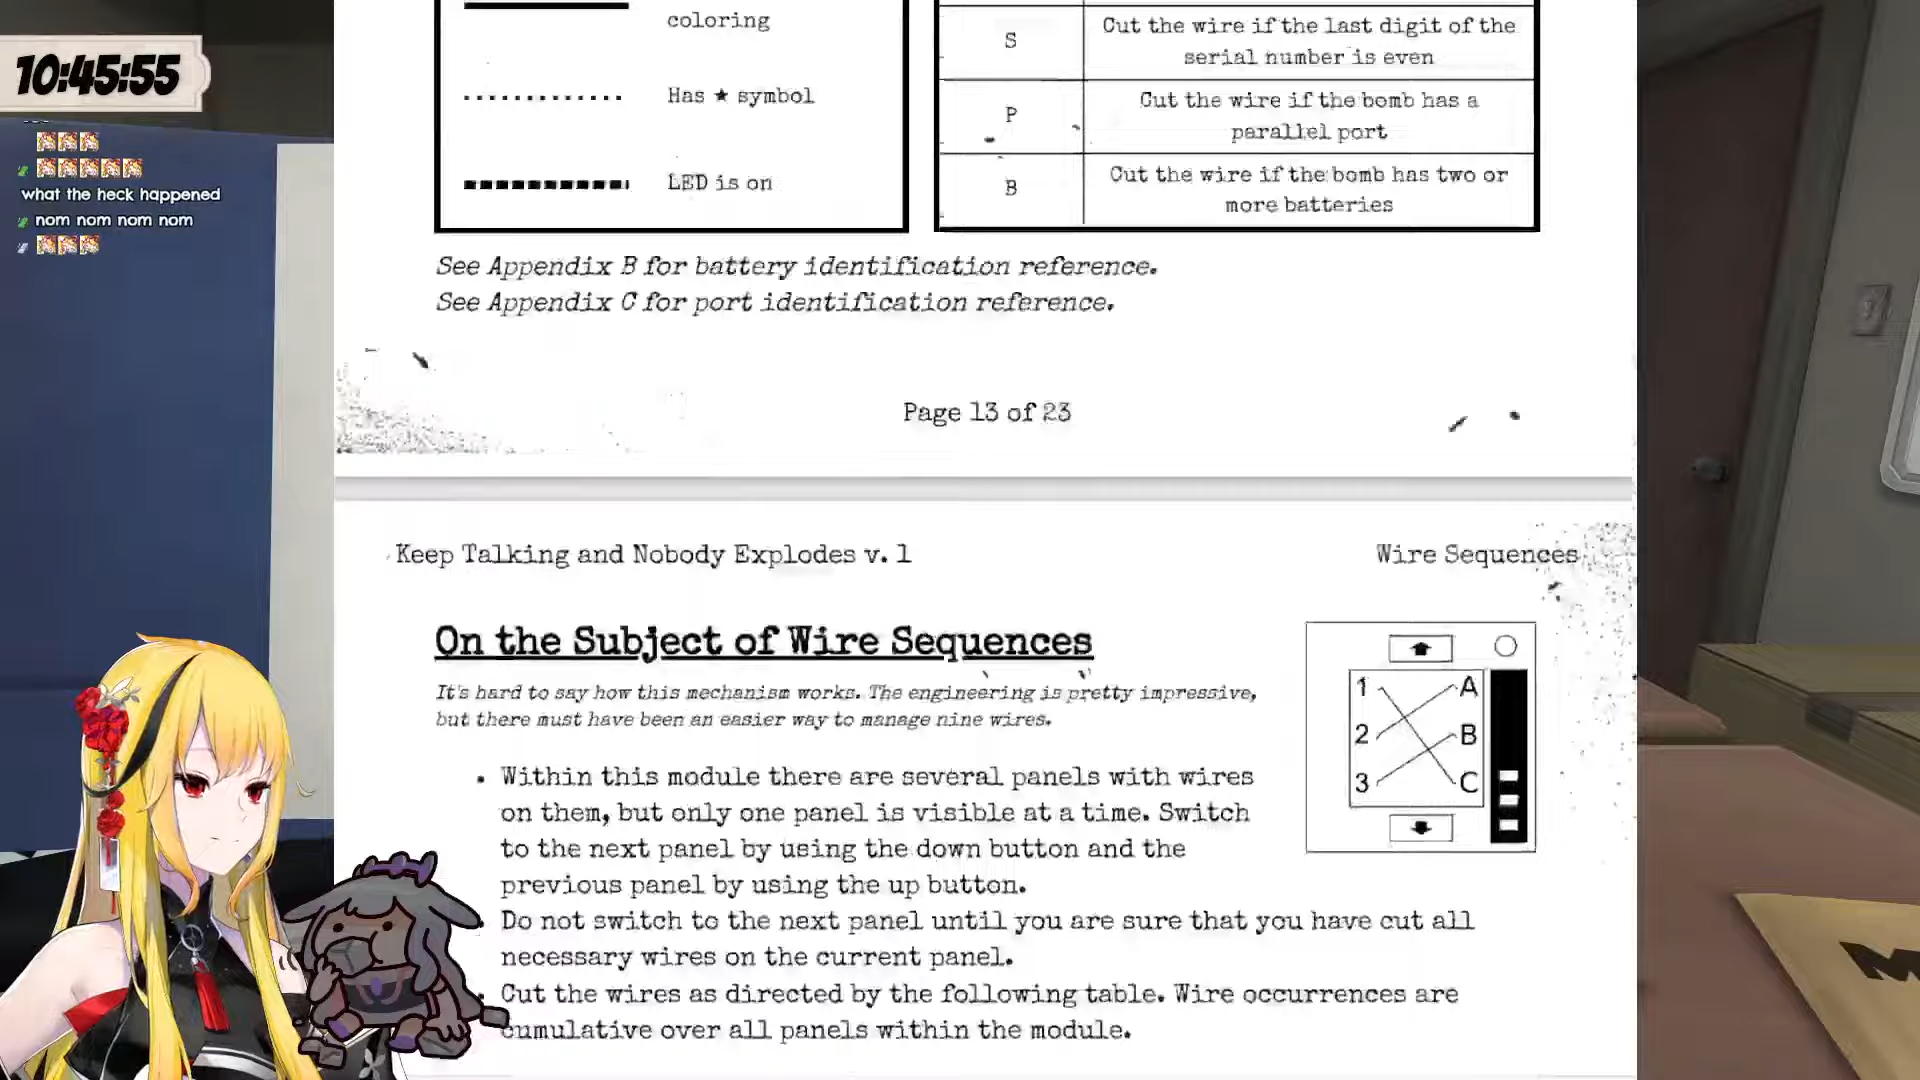 10:45:55
what the heck happened
nom nom nom nom
coloring
Has ★ symbol
LED is on
S
Cut the wire if the last digit of the
serial number is even
P
Cut the wire if the bomb has a
parallel port
B
Cut the wire if the bomb has two or
more batteries
See Appendix B for battery identification reference.
See Appendix C for port identification reference.
Page 13 of 23
Keep Talking and Nobody Explodes v. 1
Wire Sequences
On the Subject of Wire Sequences
It's hard to say how this mechanism works. The engineering is pretty impressive,
but there must have been an easier way to manage nine wires.
1 A
2 B
3 C
• Within this module there are several panels with wires
on them, but only one panel is visible at a time. Switch
to the next panel by using the down button and the
previous panel by using the up button.
Do not switch to the next panel until you are sure that you have cut all
necessary wires on the current panel.
Cut the wires as directed by the following table. Wire occurrences are
cumulative over all panels within the module.